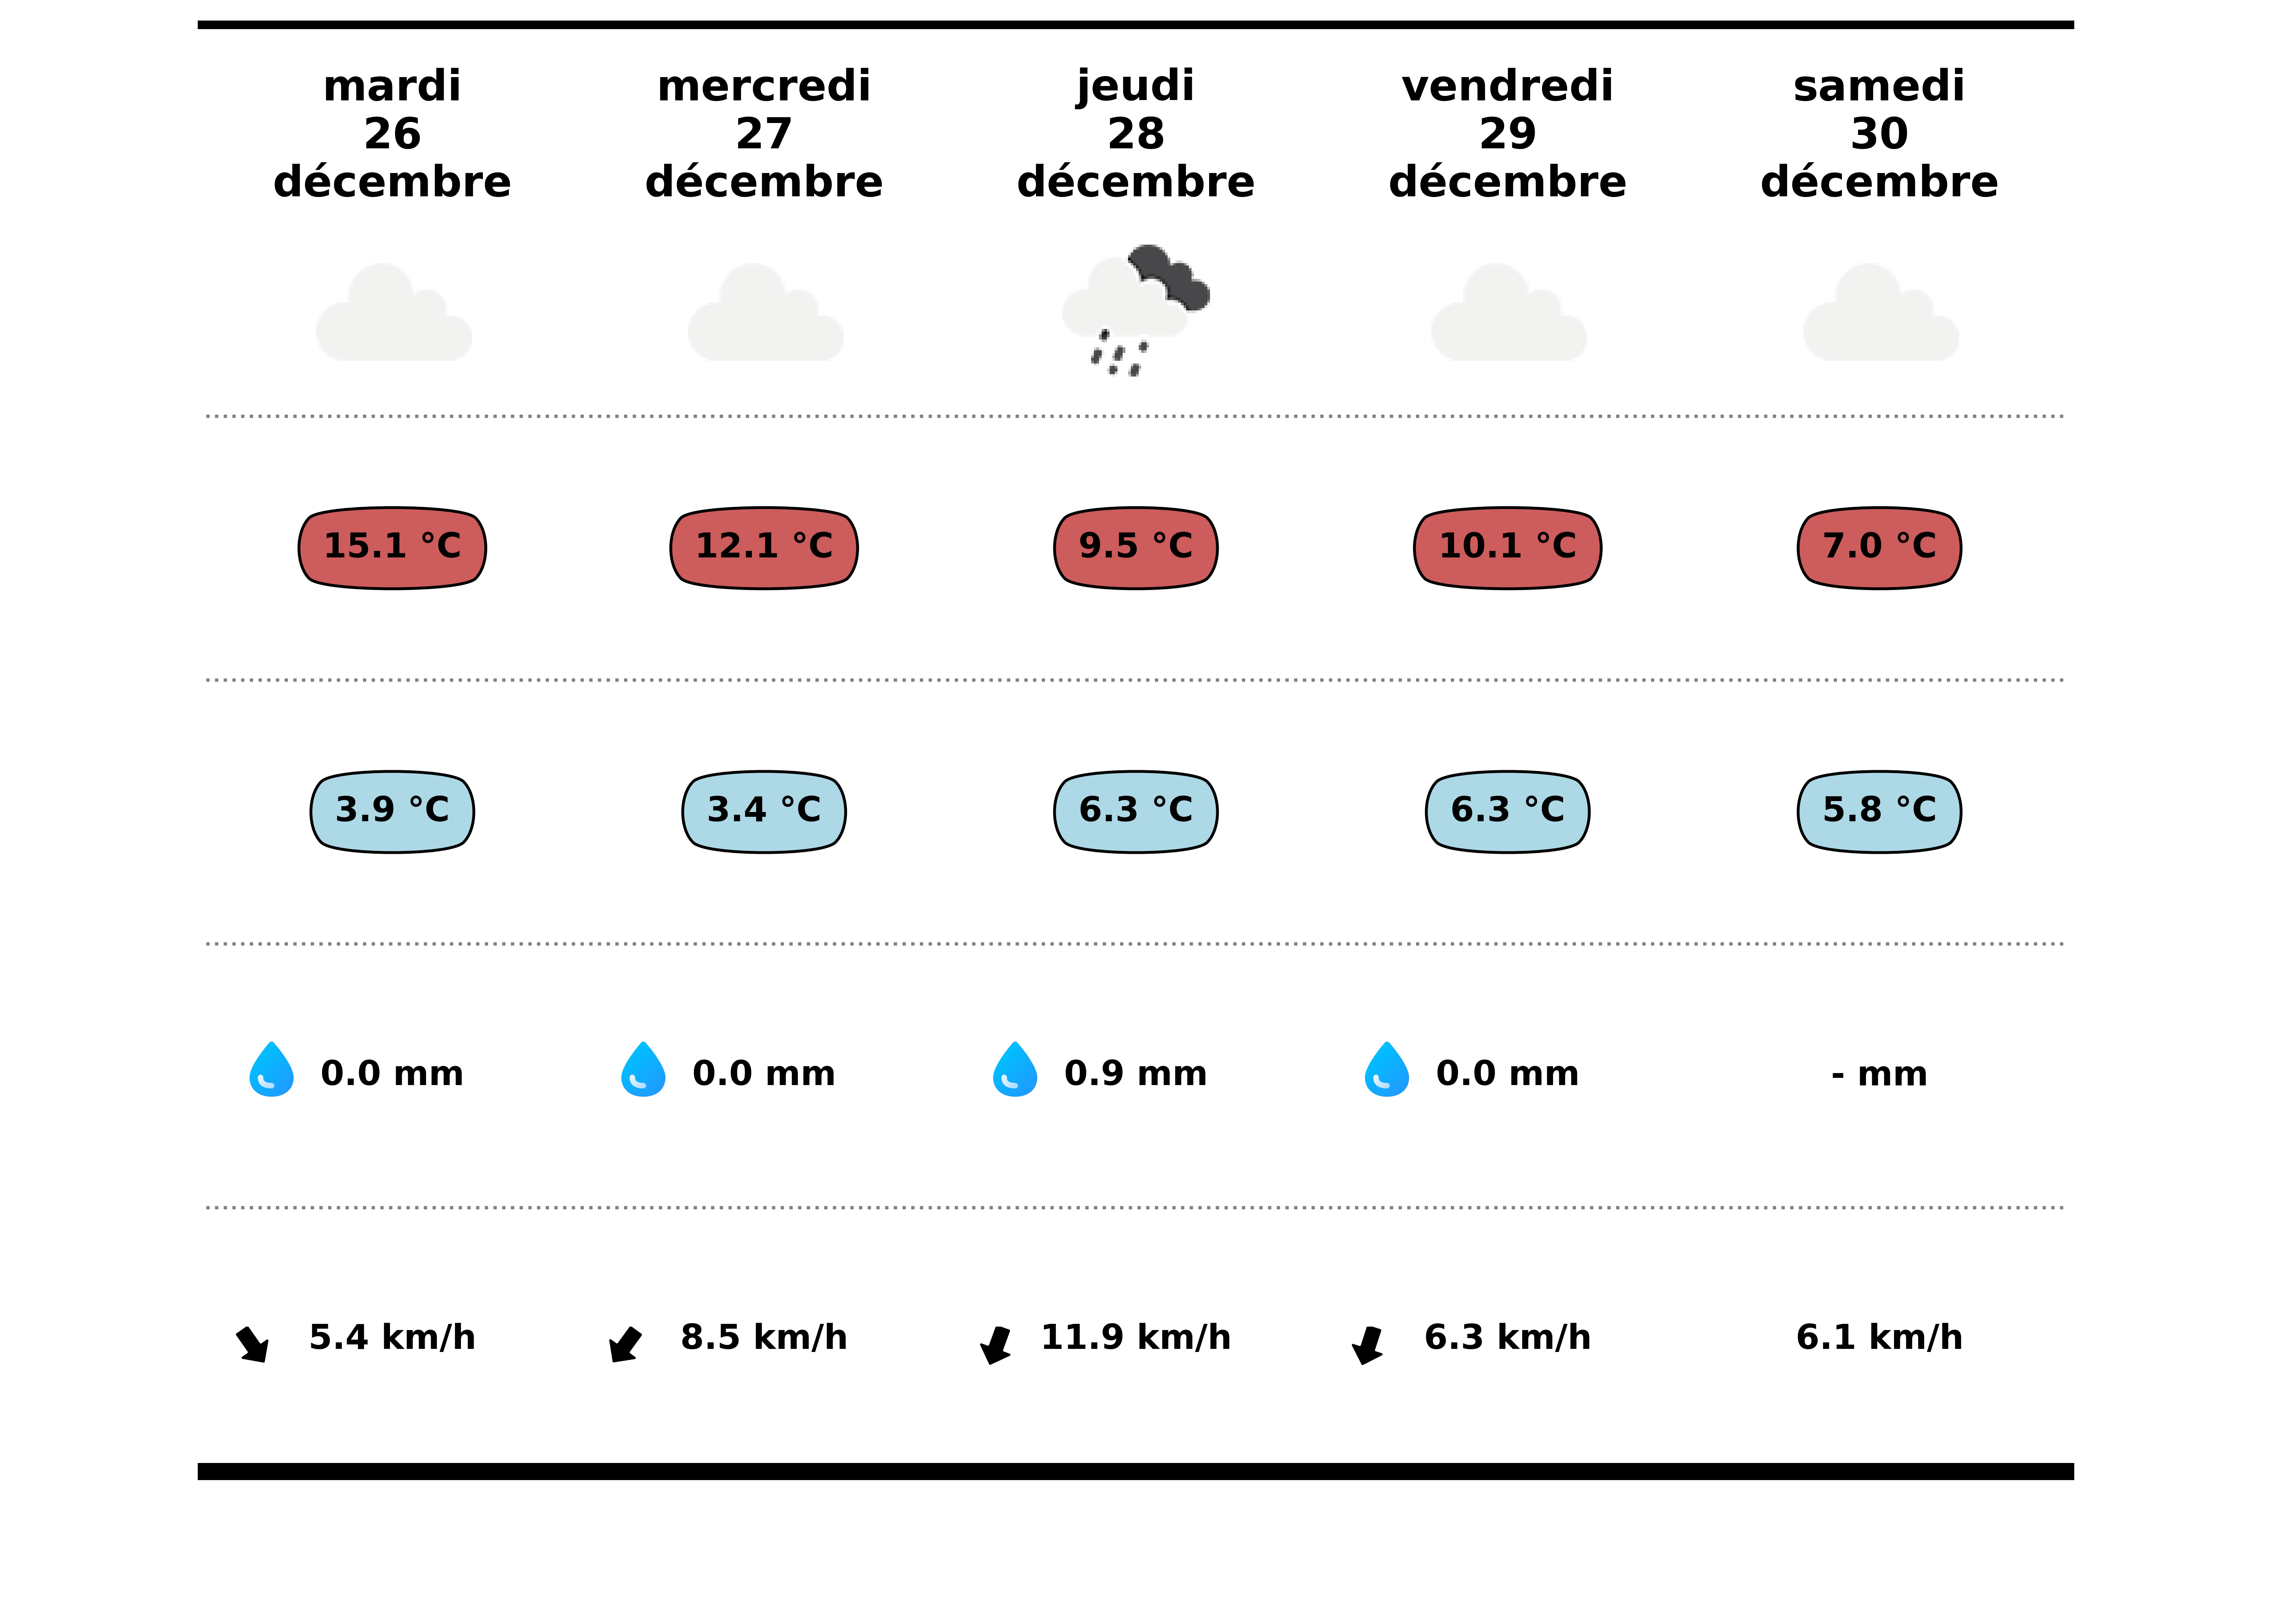 mardi
26
décembre
mercredi
27
décembre
jeudi
28
décembre
vendredi
29
décembre
samedi
30
décembre
15.1 °C
12.1 °C
9.5 °C
10.1 °C
7.0 °C
3.9 °C
3.4 °C
6.3 °C
6.3 °C
5.8 °C
0.0 mm
0.0 mm
0.9 mm
0.0 mm
- mm
5.4 km/h
8.5 km/h
11.9 km/h
6.3 km/h
6.1 km/h